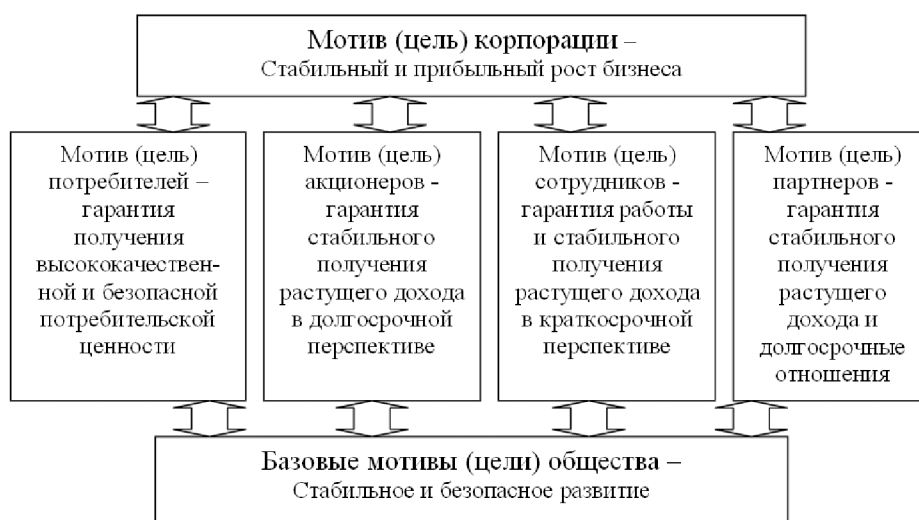 Мотив (цель) корпорации –
Стабильный и прибыльный рост бизнеса
Мотив (цель)
потребителей –
гарантия
получения
высококачествен-
ной и безопасной
потребительской
ценности
Мотив (цель)
акционеров -
гарантия
стабильного
получения
растущего дохода
в долгосрочной
перспективе
Мотив (цель)
сотрудников -
гарантия работы
и стабильного
получения
растущего дохода
в краткосрочной
перспективе
Мотив (цель)
партнеров -
гарантия
стабильного
получения
растущего
дохода и
долгосрочные
отношения
Базовые мотивы (цели) общества –
Стабильное и безопасное развитие